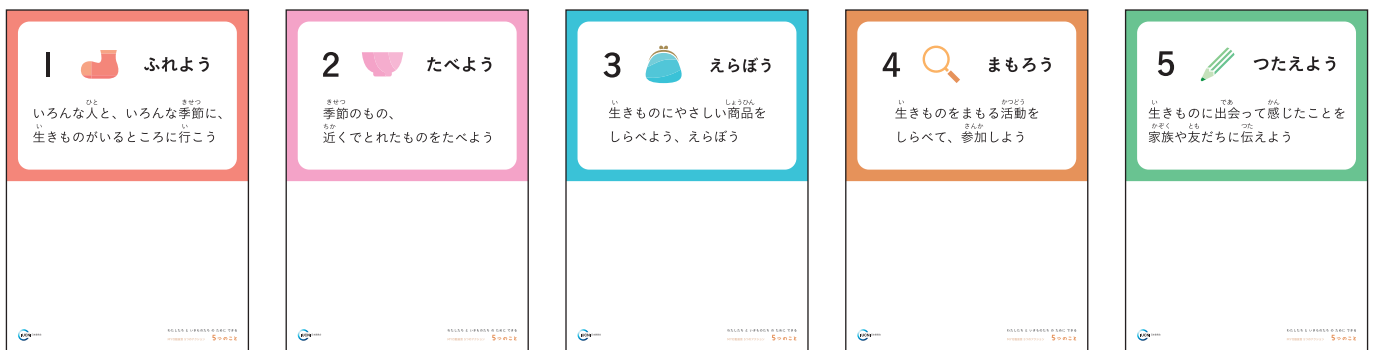 1 ふれよう
いろんな人と、いろんな季節に、
生きものがいるところに行こう
2 たべよう
季節のもの、
近くでとれたものをたべよう
3 えらぼう
生きものにやさしい商品を
しらべよう、えらぼう
4 まもろう
生きものをまもる活動を
しらべて、参加しよう
5 つたえよう
生きものに出会って感じたことを
家族や友だちに伝えよう
5つのこと
5つのこと
5つのこと
5つのこと
5つのこと